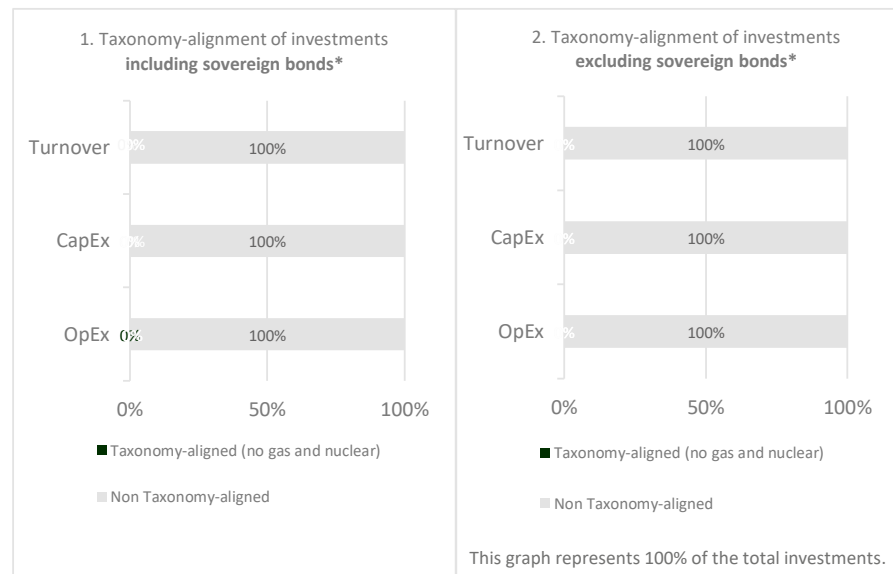 1. Taxonomy-alignment of investments
including sovereign bonds*
Turnover
100%
CapEx
0%
100%
OpEx
0%
100%
0%
50%
100%
Taxonomy-aligned (no gas and nuclear)
Non Taxonomy-aligned
2. Taxonomy-alignment of investments
excluding sovereign bonds*
Turnover
100%
CapEx
100%
OpEx
100%
0%
50%
100%
Taxonomy-aligned (no gas and nuclear)
Non Taxonomy-aligned
This graph represents 100% of the total investments.